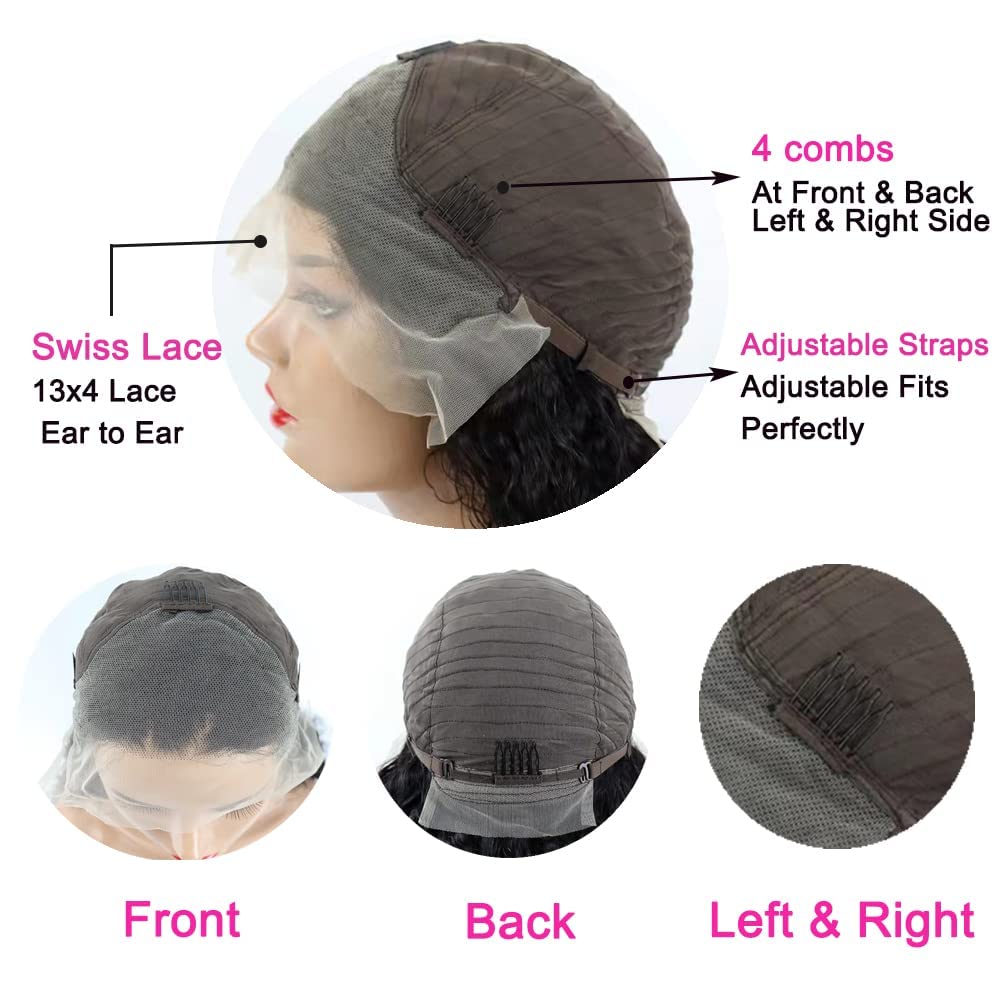 4 combs
At Front & Back
Left & Right Side
Swiss Lace
13x4 Lace
Ear to Ear
Adjustable Straps
Adjustable Fits
Perfectly
Front
Back
Left & Right